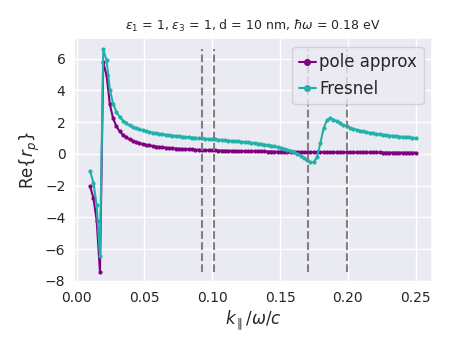 ε₁ = 1, ε₃ = 1, d = 10 nm, ħω = 0.18 eV
pole approx
Fresnel
Re{rₚ}
6
4
2
0
−2
−4
−6
−8
0.00 0.05 0.10 0.15 0.20 0.25
k∥/ω/c